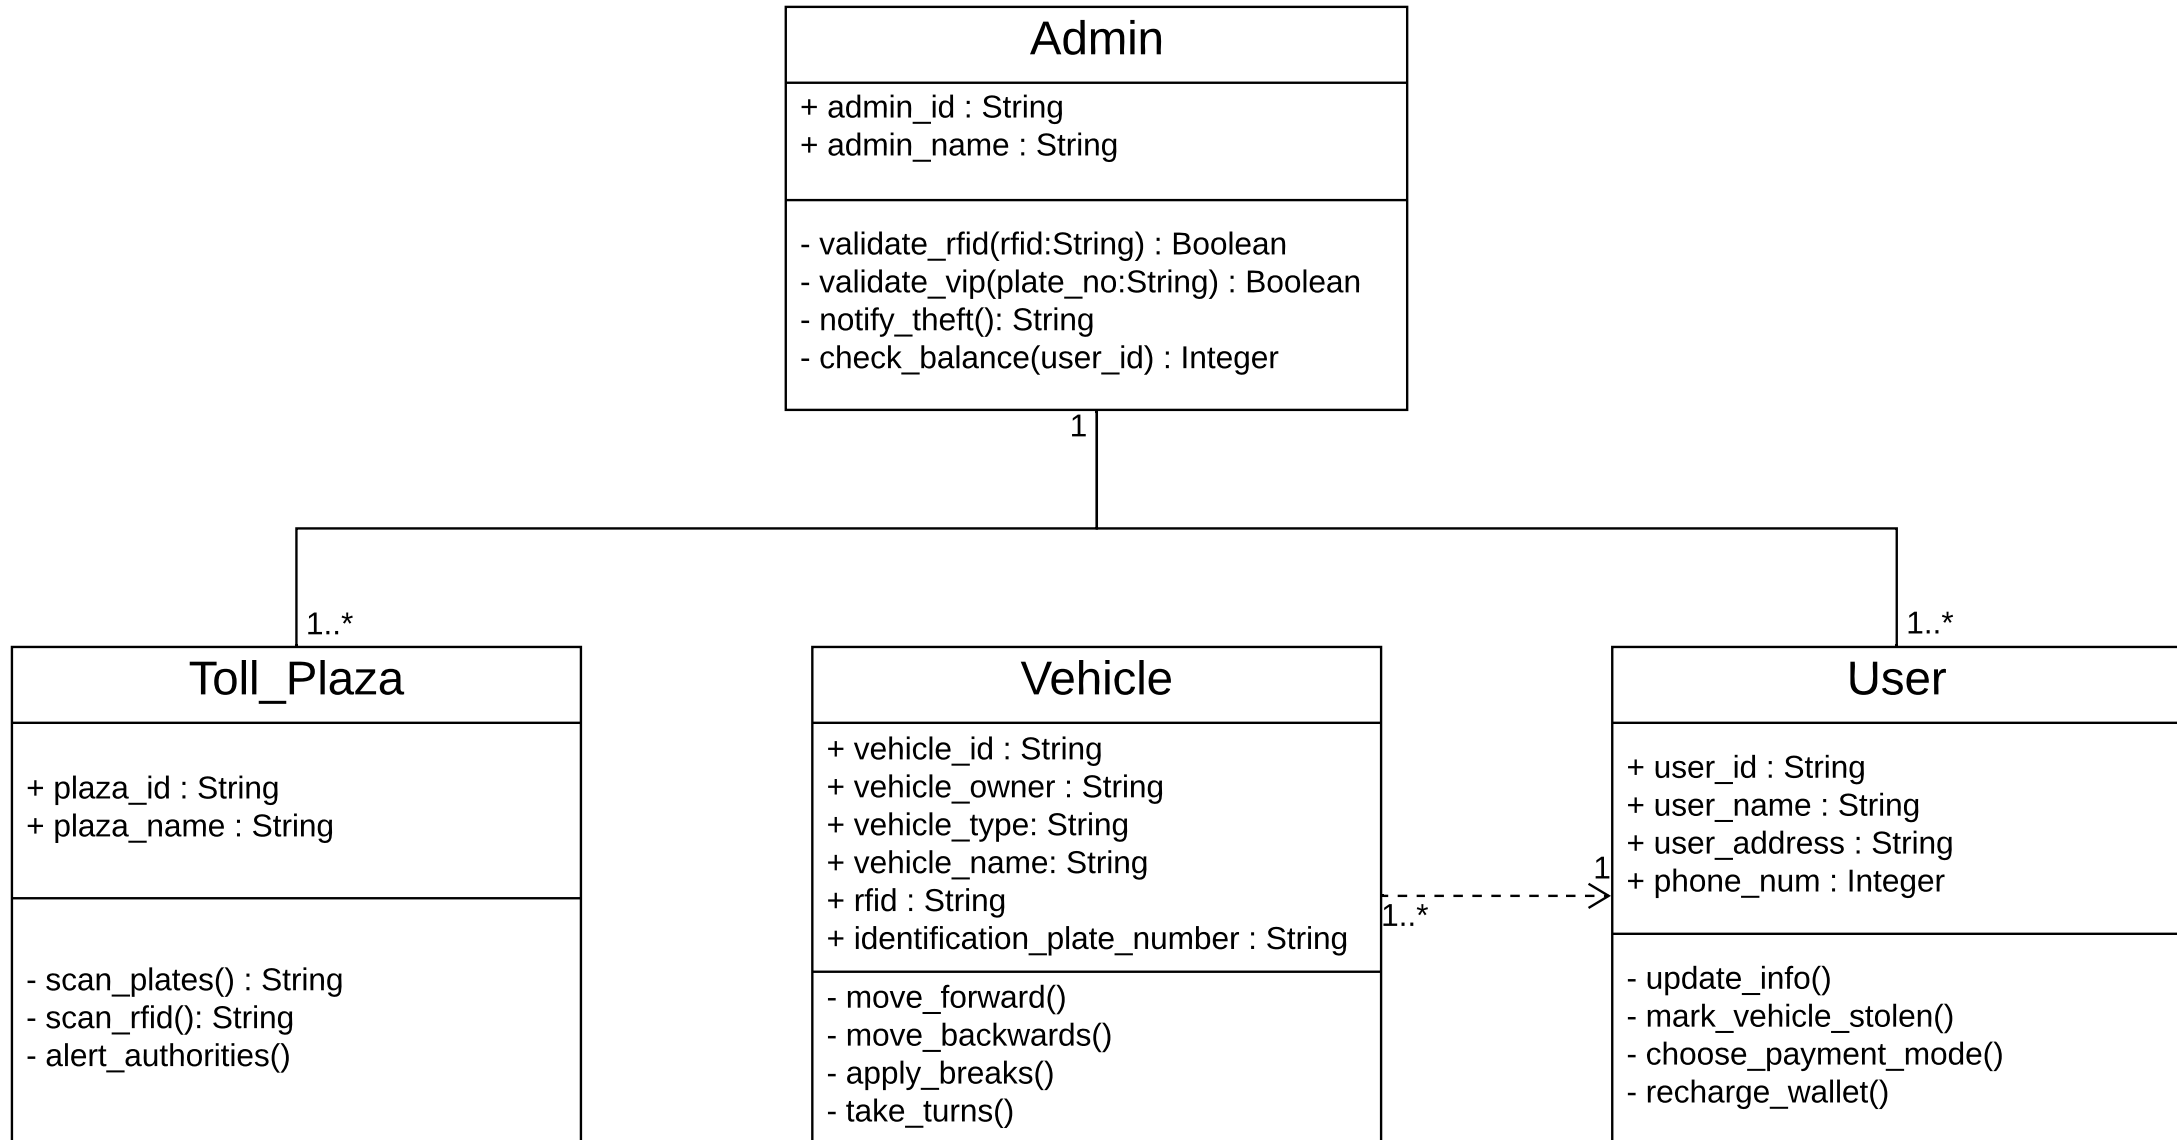 Admin
+ admin_id : String
+ admin_name : String
- validate_rfid(rfid:String) : Boolean
- validate_vip(plate_no:String) : Boolean
- notify_theft(): String
- check_balance(user_id) : Integer
1
1..*
1..*
Toll_Plaza
+ plaza_id : String
+ plaza_name : String
- scan_plates() : String
- scan_rfid(): String
- alert_authorities()
Vehicle
+ vehicle_id : String
+ vehicle_owner : String
+ vehicle_type: String
+ vehicle_name: String
+ rfid : String
+ identification_plate_number : String
- move_forward()
- move_backwards()
- apply_breaks()
- take_turns()
1..*
1
User
+ user_id : String
+ user_name : String
+ user_address : String
+ phone_num : Integer
- update_info()
- mark_vehicle_stolen()
- choose_payment_mode()
- recharge_wallet()